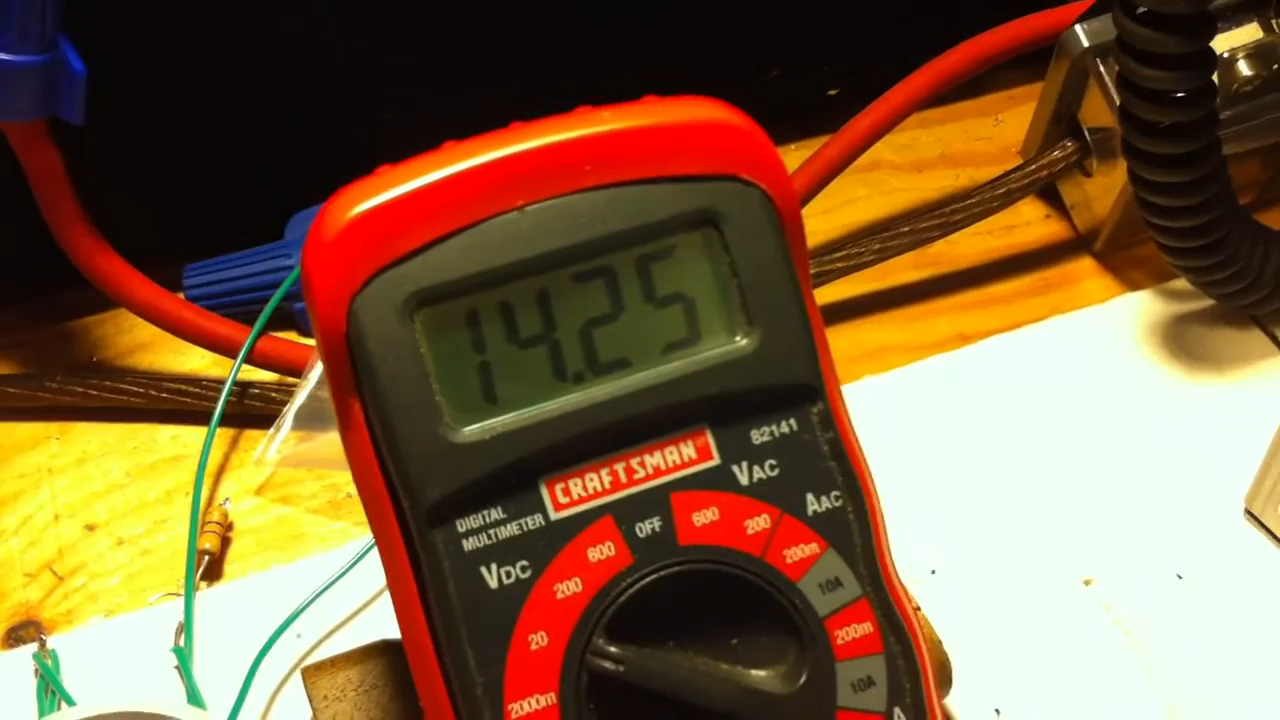 14.25
CRAFTSMAN
82141
DIGITAL
MULTIMETER
VDC
OFF
VAC
AAC
600
200
20
2000m
600
200
200m
10A
200m
10A
A